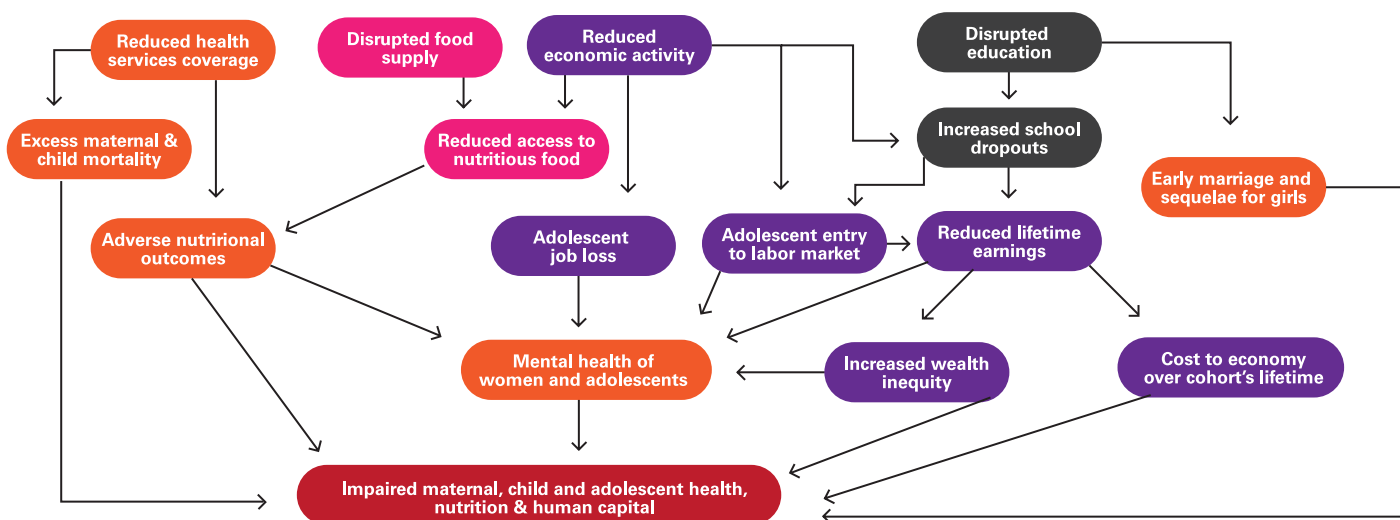 Reduced health
services coverage
Disrupted food
supply
Reduced
economic activity
Disrupted
education
Excess maternal &
child mortality
Reduced access to
nutritious food
Increased school
dropouts
Early marriage and
sequelae for girls
Adverse nutrirional
outcomes
Adolescent
job loss
Adolescent entry
to labor market
Reduced lifetime
earnings
Mental health of
women and adolescents
Increased wealth
inequity
Cost to economy
over cohort's lifetime
Impaired maternal, child and adolescent health,
nutrition & human capital